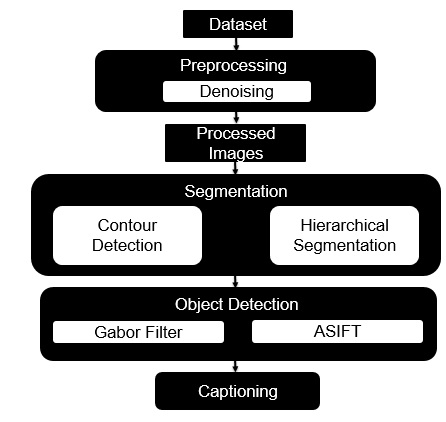 Dataset
Preprocessing
Denoising
Processed
Images
Segmentation
Contour
Detection
Hierarchical
Segmentation
Object Detection
Gabor Filter
ASIFT
Captioning